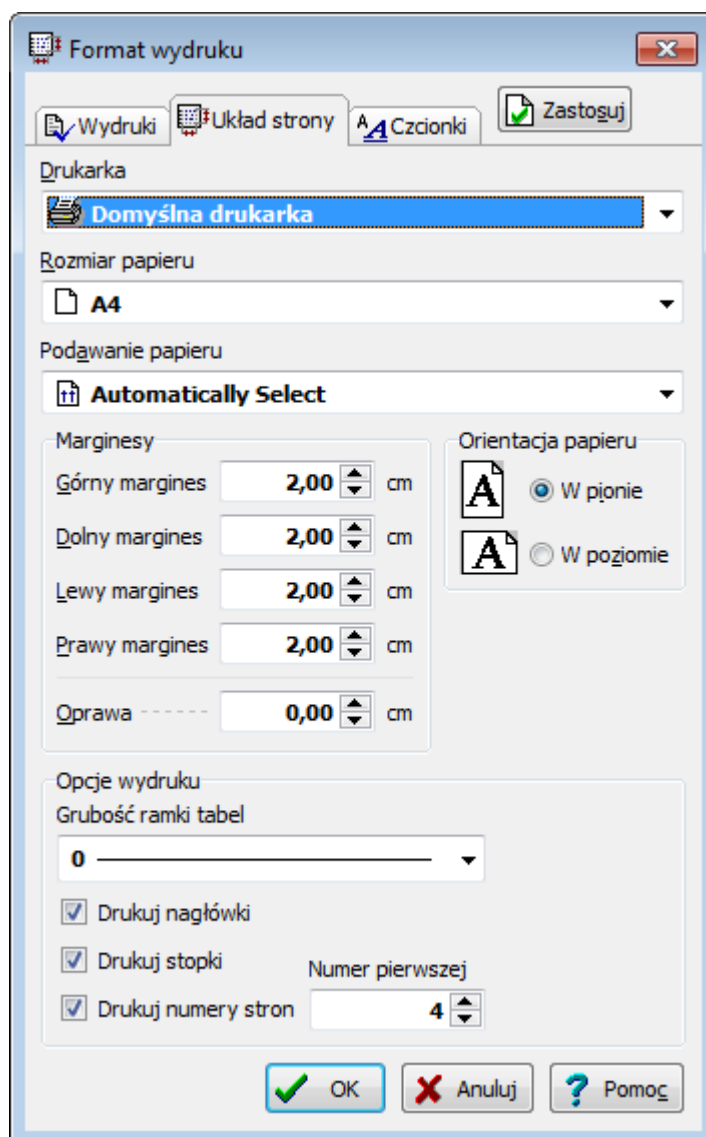 Format wydruku
Wydruki Układ strony Czcionki Zastosuj
Drukarka
Domyślna drukarka
Rozmiar papieru
A4
Podawanie papieru
Automatically Select
Marginesy
Górny margines 2,00 cm
Dolny margines 2,00 cm
Lewy margines 2,00 cm
Prawy margines 2,00 cm
Oprawa 0,00 cm
Orientacja papieru
A W pionie
A W poziomie
Opcje wydruku
Grubość ramki tabel
0
Drukuj nagłówki
Drukuj stopki
Numer pierwszej
Drukuj numery stron 4
OK Anuluj Pomoc